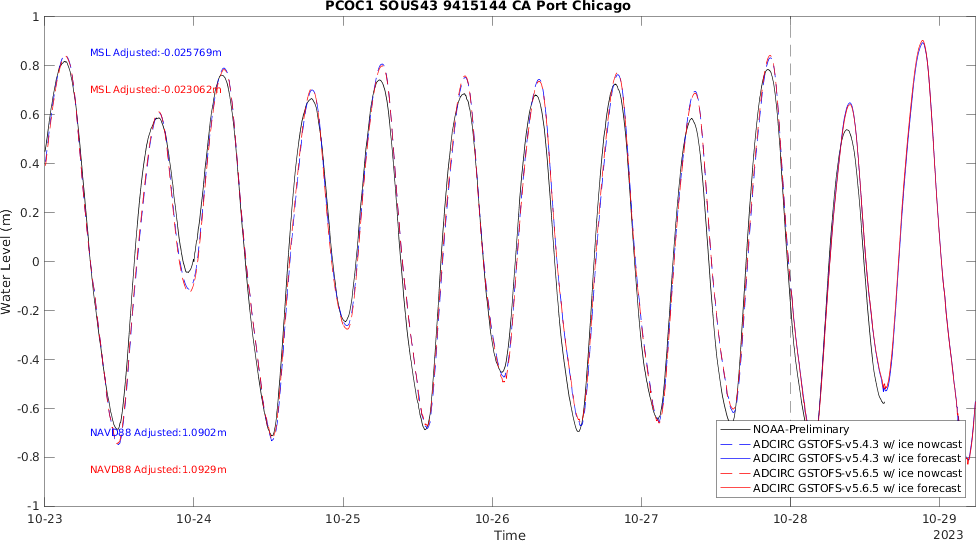 PCOC1 SOUS43 9415144 CA Port Chicago
1
0.8
0.6
0.4
0.2
0
-0.2
-0.4
-0.6
-0.8
-1
Water Level (m)
MSL Adjusted:-0.025769m
MSL Adjusted:-0.023062m
NAVD88 Adjusted:1.0902m
NAVD88 Adjusted:1.0929m
NOAA-Preliminary
ADCIRC GSTOFS-v5.4.3 w/ ice nowcast
ADCIRC GSTOFS-v5.4.3 w/ ice forecast
ADCIRC GSTOFS-v5.6.5 w/ ice nowcast
ADCIRC GSTOFS-v5.6.5 w/ ice forecast
10-23 10-24 10-25 10-26 10-27 10-28 10-29
Time
2023